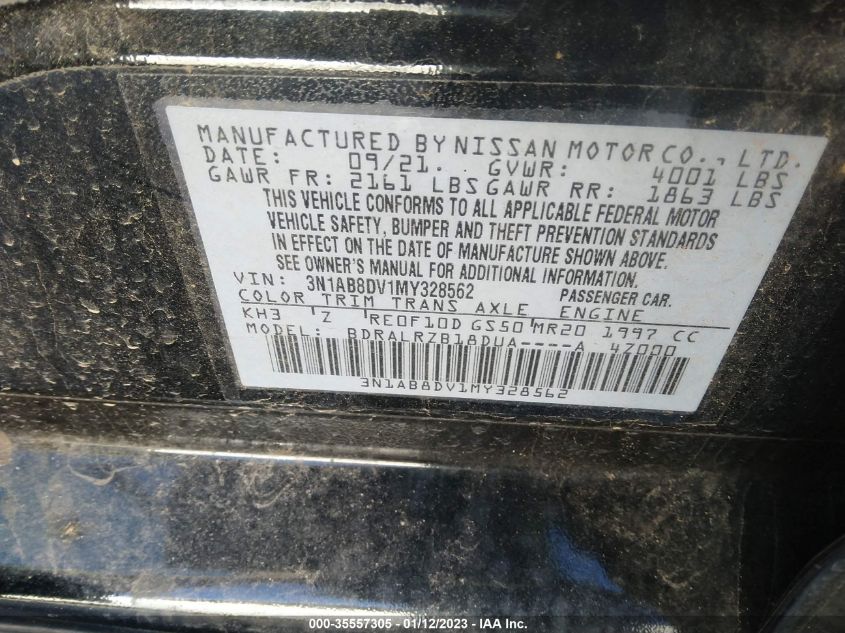 MANUFACTURED BY NISSAN MOTOR CO., LTD.
DATE: 09/21. GVWR: 4001 LBS
GAWR FR: 2161 LBS GAWR RR: 1863 LBS
THIS VEHICLE CONFORMS TO ALL APPLICABLE FEDERAL MOTOR
VEHICLE SAFETY, BUMPER AND THEFT PREVENTION STANDARDS
IN EFFECT ON THE DATE OF MANUFACTURE SHOWN ABOVE.
SEE OWNER'S MANUAL FOR ADDITIONAL INFORMATION.
VIN: 3N1AB8DV1MY328562 PASSENGER CAR.
COLOR TRIM TRANS AXLE ENGINE
KH3 Z RE0F10D GS50 MR20 1997 CC
MODEL: BDRALRZB18DUA----A 4Z000
3N1AB8DV1MY328562
000-35557305 - 01/12/2023 - IAA Inc.